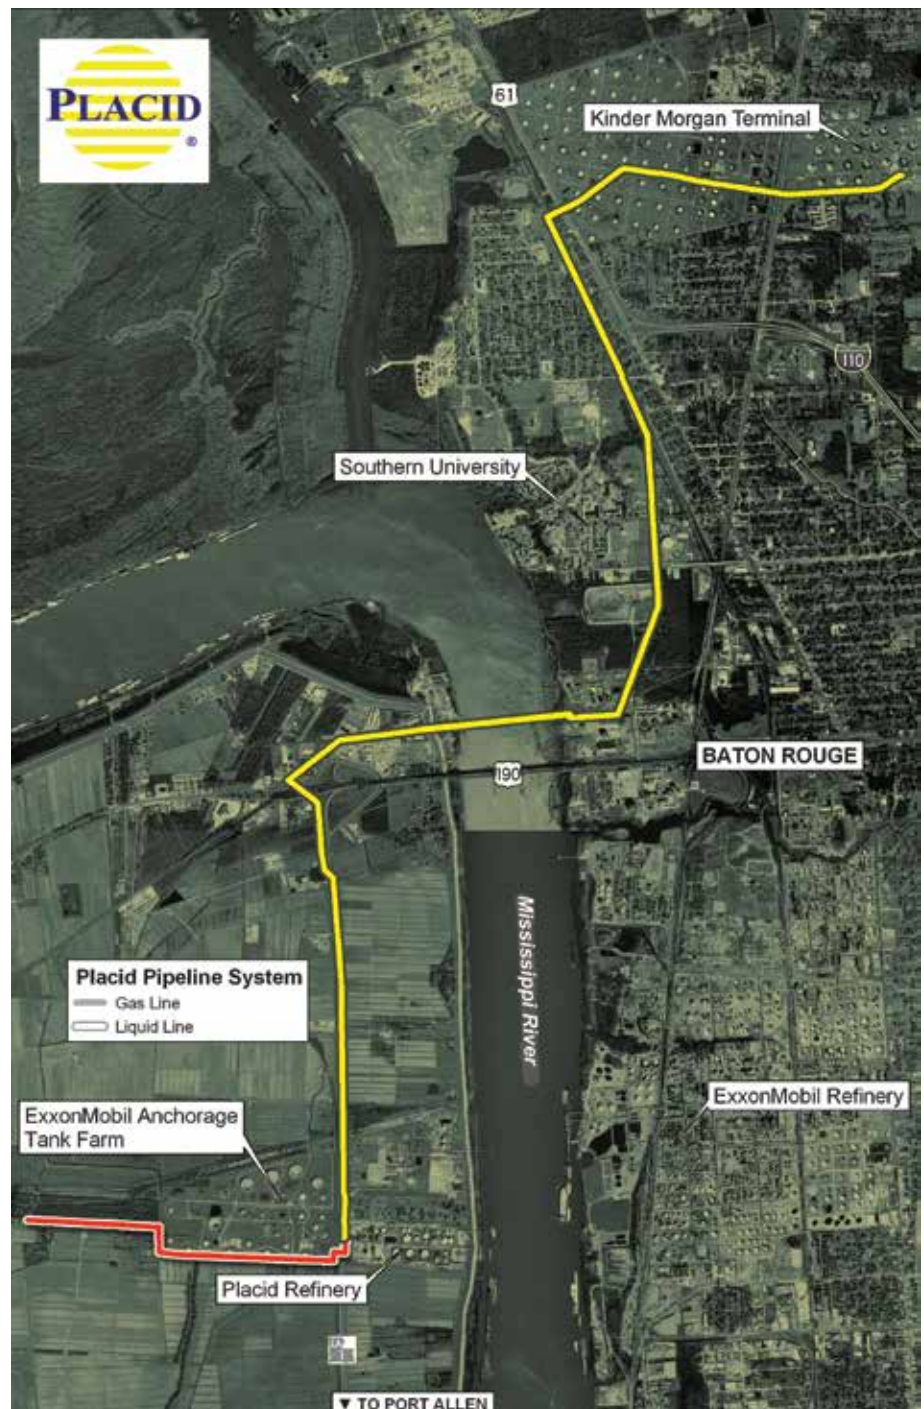 PLACID
®
61
Kinder Morgan Terminal
110
Southern University
BATON ROUGE
190
Mississippi River
Placid Pipeline System
Gas Line
Liquid Line
ExxonMobil Anchorage
Tank Farm
ExxonMobil Refinery
Placid Refinery
▼ TO PORT ALLEN